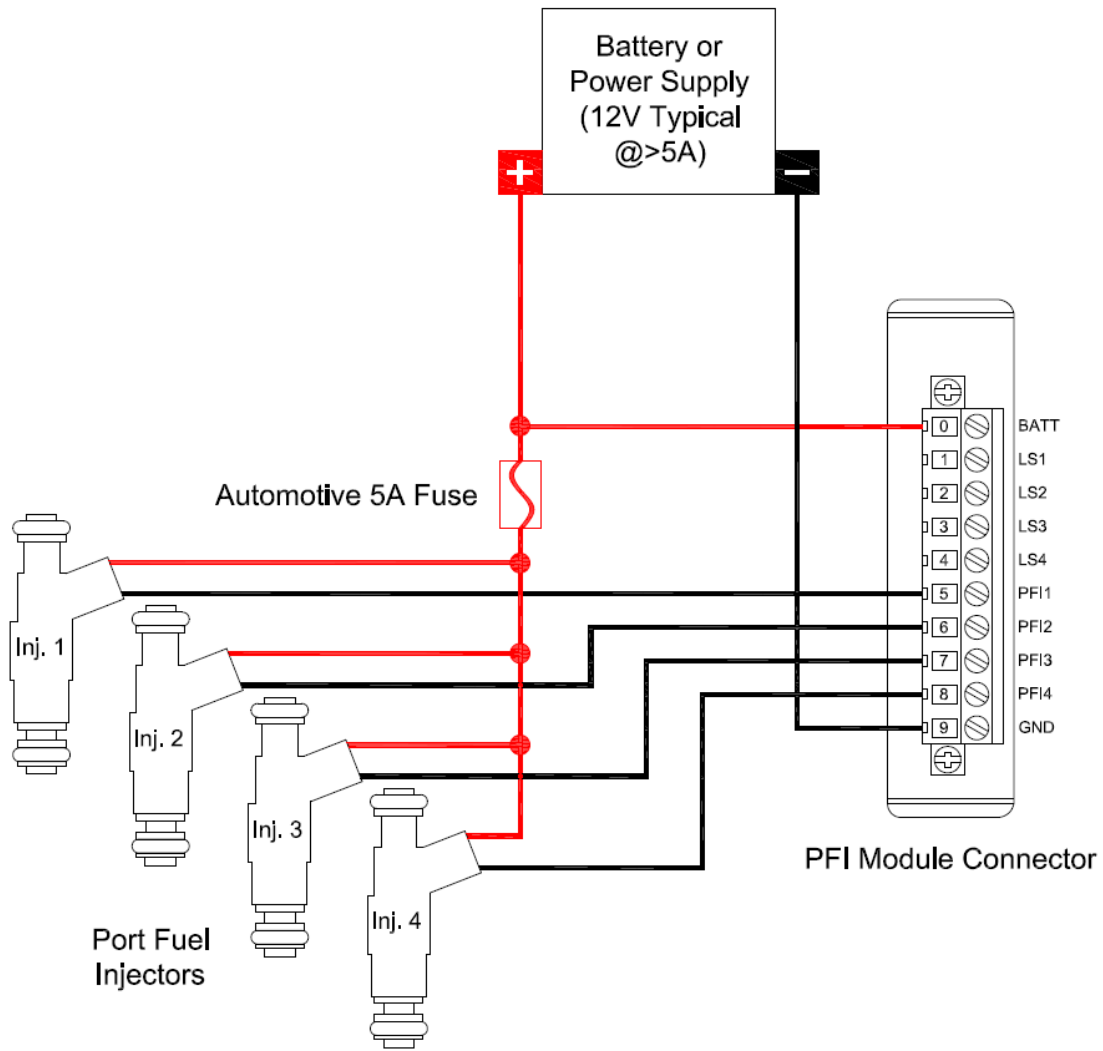 Battery or
Power Supply
(12V Typical
@>5A)
+
-
Automotive 5A Fuse
0 BATT
1 LS1
2 LS2
3 LS3
4 LS4
5 PFI1
6 PFI2
7 PFI3
8 PFI4
9 GND
Inj. 1
Inj. 2
Inj. 3
Inj. 4
PFI Module Connector
Port Fuel
Injectors